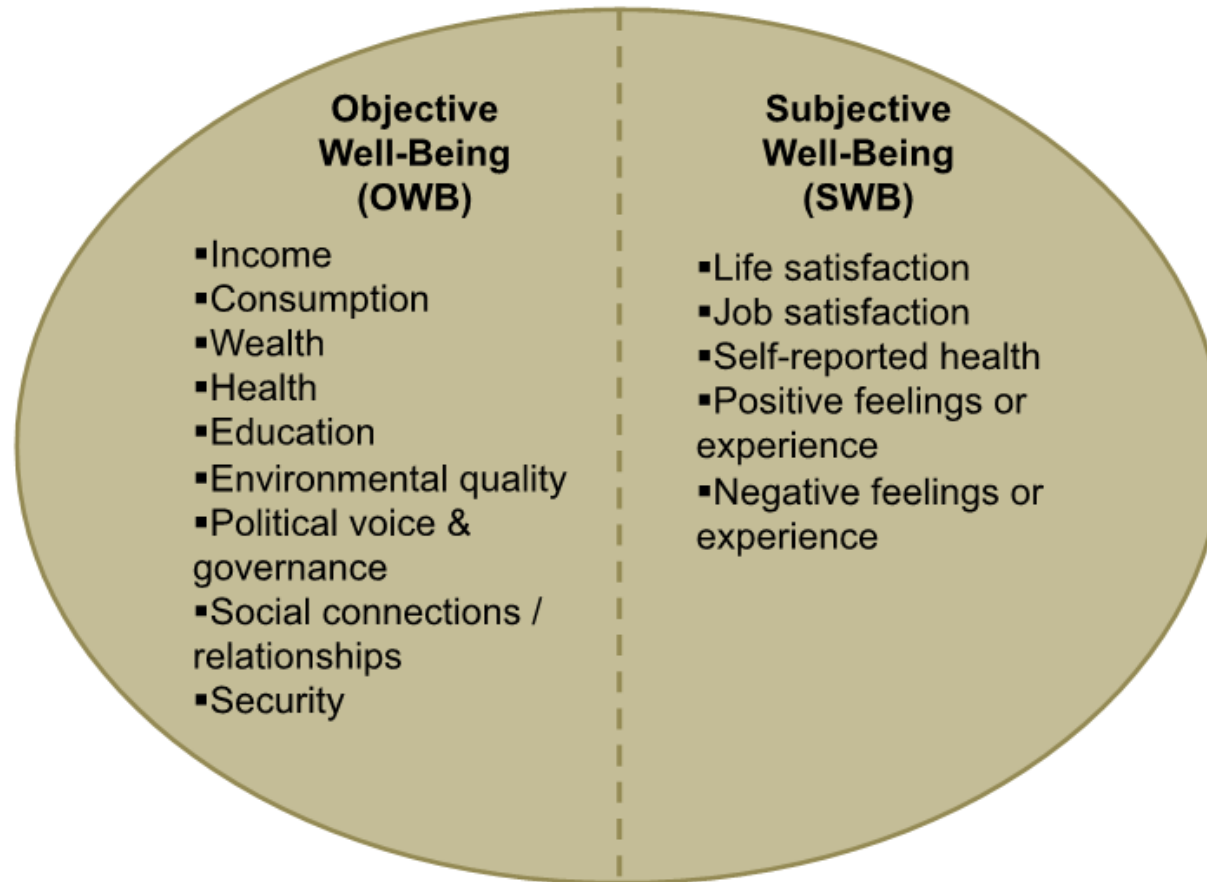 Objective
Well-Being
(OWB)
▪Income
▪Consumption
▪Wealth
▪Health
▪Education
▪Environmental quality
▪Political voice &
governance
▪Social connections /
relationships
▪Security
Subjective
Well-Being
(SWB)
▪Life satisfaction
▪Job satisfaction
▪Self-reported health
▪Positive feelings or
experience
▪Negative feelings or
experience